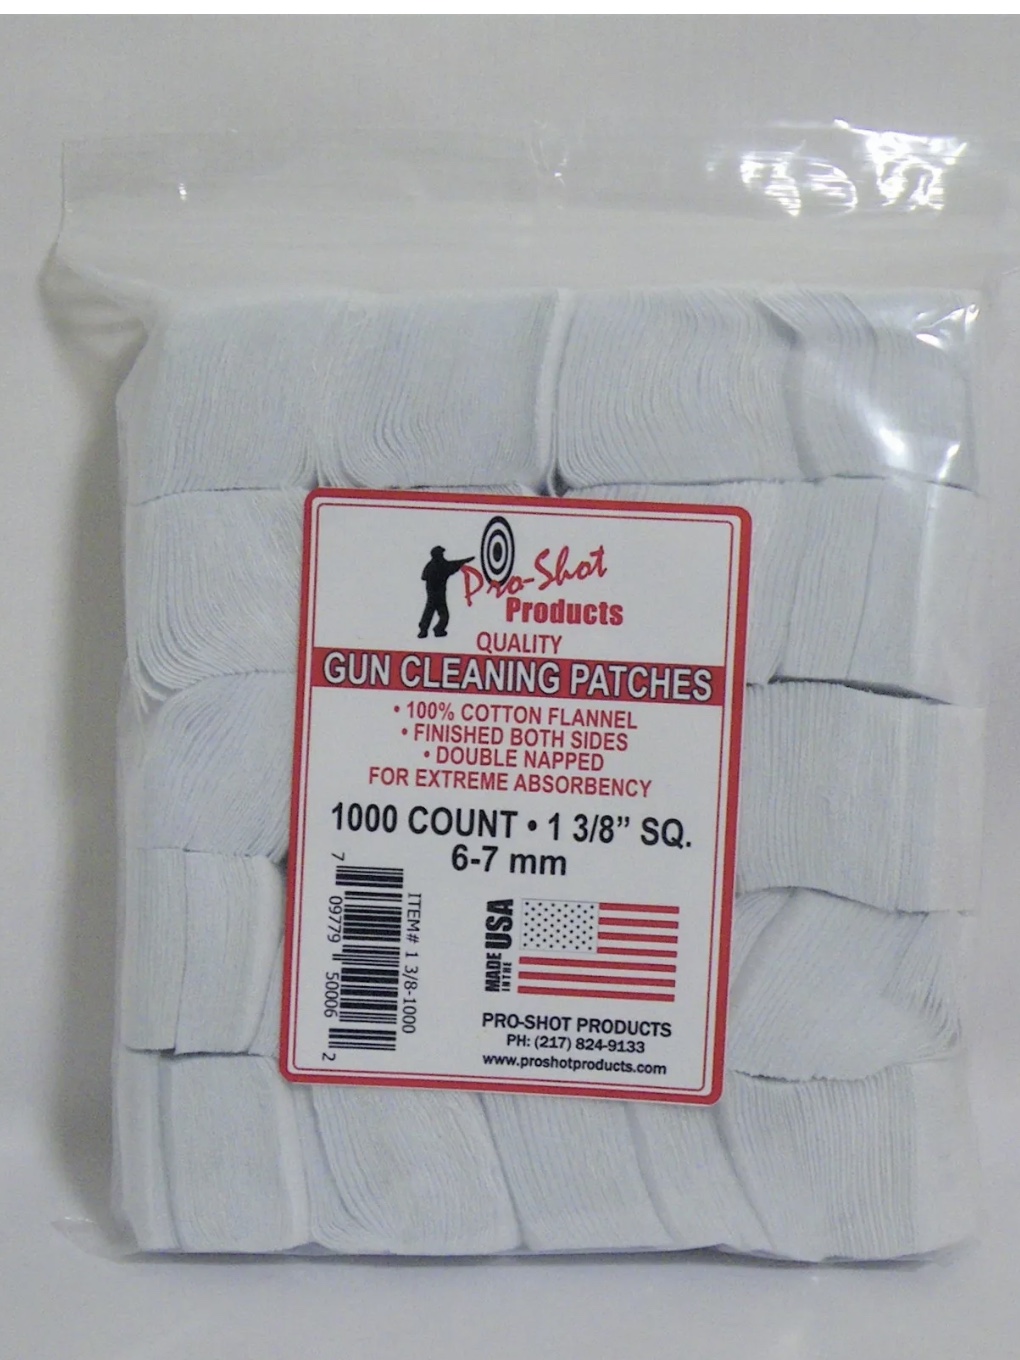 Pro-Shot
Products
QUALITY
GUN CLEANING PATCHES
• 100% COTTON FLANNEL
• FINISHED BOTH SIDES
• DOUBLE NAPPED
FOR EXTREME ABSORBENCY
1000 COUNT • 1 3/8” SQ.
6-7 mm
7 09779 50006 2
ITEM# 1 3/8-1000
MADE IN THE USA
PRO-SHOT PRODUCTS
PH: (217) 824-9133
www.proshotproducts.com